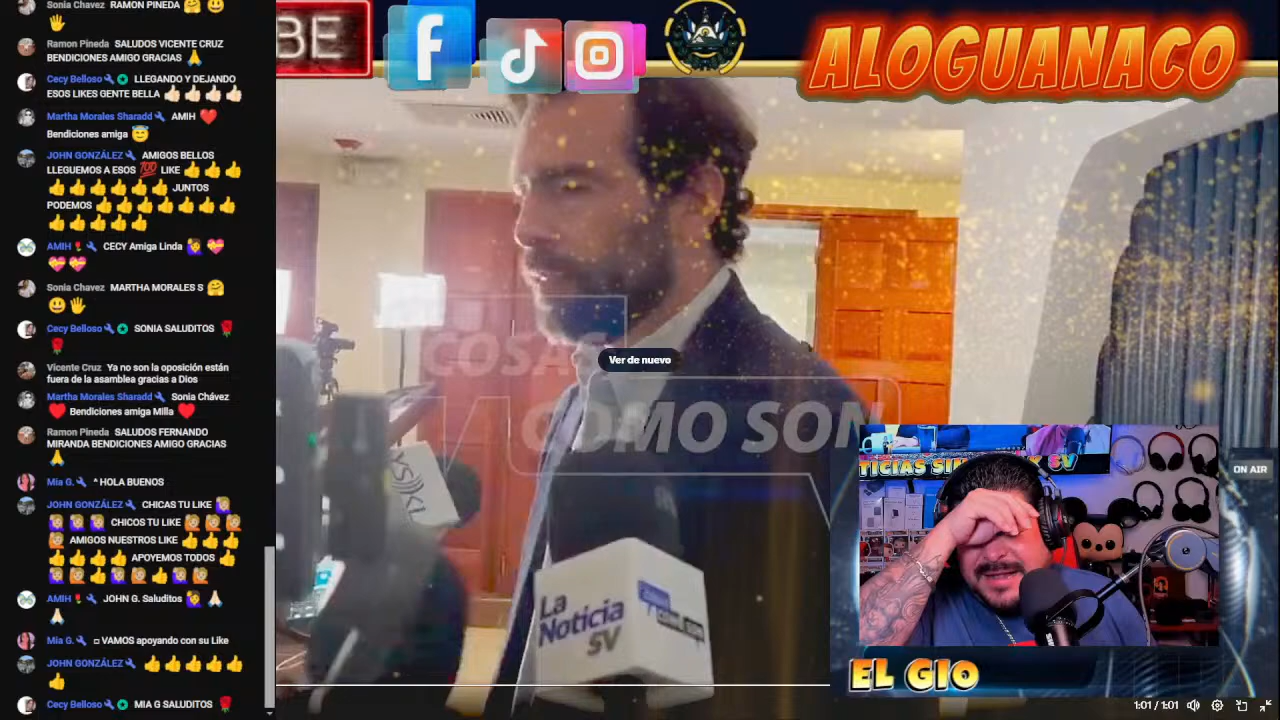 Sonia Chavez RAMON PINEDA 🤗 😃
🖐
Ramon Pineda SALUDOS VICENTE CRUZ
BENDICIONES AMIGO GRACIAS 🙏
Cecy Belloso LLEGANDO Y DEJANDO
ESOS LIKES GENTE BELLA 👍🏻 👍🏻 👍🏻 👍🏻
Martha Morales Sharadd AMIH ❤️
Bendiciones amiga 😇
JOHN GONZÁLEZ AMIGOS BELLOS
LLEGUEMOS A ESOS 💯 LIKE 👍 👍 👍
👍 👍 👍 👍 👍 👍 JUNTOS
PODEMOS 👍 👍 👍 👍 👍 👍 👍
👍 👍 👍 👍 👍
AMIH🌷 CECY Amiga Linda 🙋‍♀️ 💝
💝 💝
Sonia Chavez MARTHA MORALES S 🤗
😃 🖐
Cecy Belloso SONIA SALUDITOS 🌹
🌹
Vicente Cruz Ya no son la oposición están
fuera de la asamblea gracias a Dios
Martha Morales Sharadd Sonia Chávez
❤️ Bendiciones amiga Milla ❤️
Ramon Pineda SALUDOS FERNANDO
MIRANDA BENDICIONES AMIGO GRACIAS
🙏
Mia G. ^ HOLA BUENOS
JOHN GONZÁLEZ CHICAS TU LIKE 🙋🏼‍♀️
🙋🏼‍♀️ 🙋🏼‍♀️ 🙋🏼‍♀️ CHICOS TU LIKE 🙋🏼 🙋🏼 🙋🏼
🙋🏼 AMIGOS NUESTROS LIKE 👍 👍 👍
👍 👍 👍 👍 APOYEMOS TODOS 👍
🙋🏼‍♀️ 🙋🏼‍♀️ 👍 🙋🏼 🙋🏼 👍 🙋🏼‍♀️ 🙋🏼
AMIH🌷 JOHN G. Saluditos 🙋‍♀️ 🙏🏻
🙏🏻
Mia G. ¤ VAMOS apoyando con su Like
JOHN GONZÁLEZ 👍 👍 👍 👍 👍
👍
Cecy Belloso MIA G SALUDITOS 🌹
BE
ALOGUANACO
COSAS
COMO SON
Ver de nuevo
La
Noticia
SV
ON AIR
TICIAS SIN SV
EL GIO
1:01 / 1:01